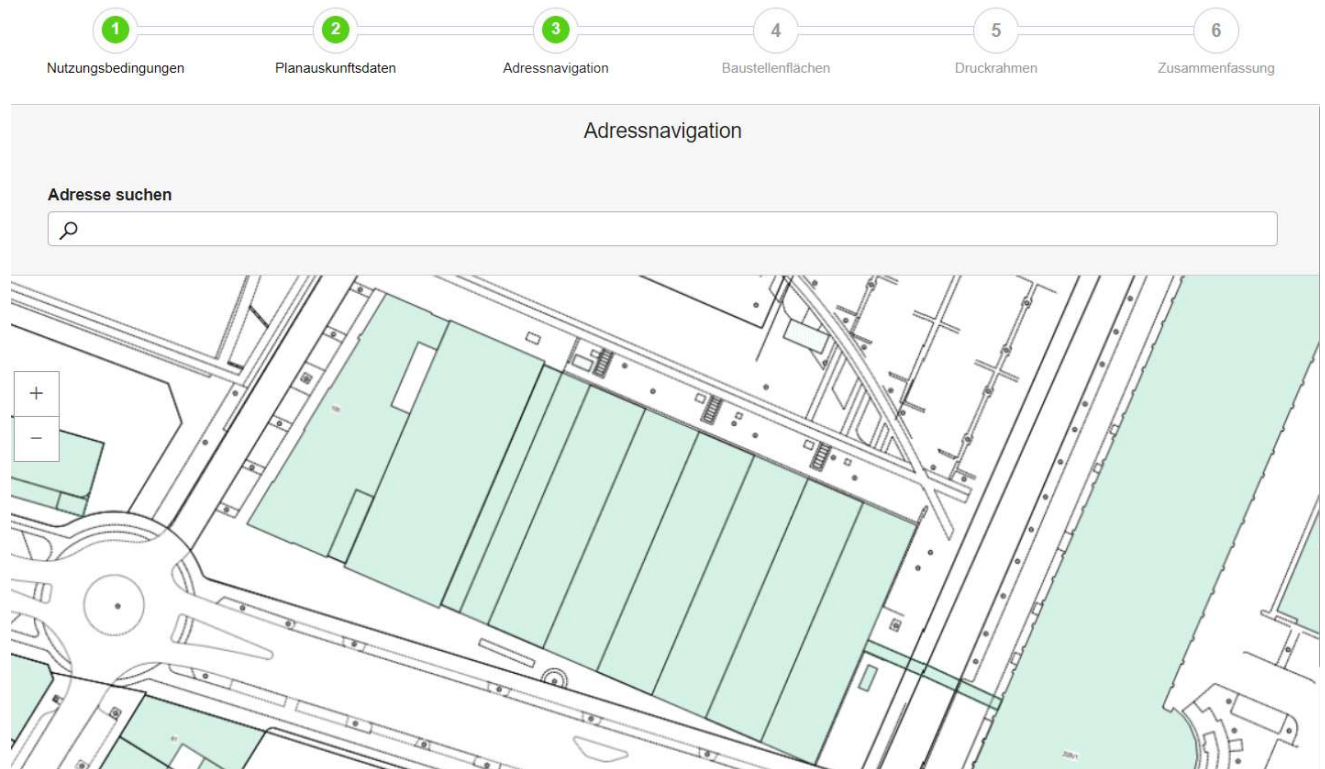 1 2 3 4 5 6
Nutzungsbedingungen Planauskunftsdaten Adressnavigation Baustellenflächen Druckrahmen Zusammenfassung
Adressnavigation
Adresse suchen
+
−